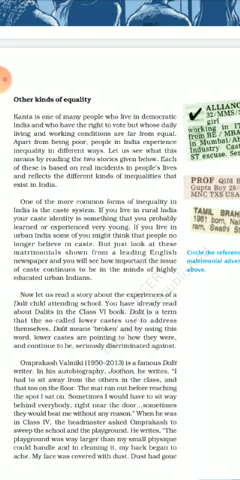 Other kinds of equality
Kanta is one of many people who live in democratic
India and who have the right to vote but whose daily
living and working conditions are far from equal.
Apart from being poor, people in India experience
inequality in different ways. Let us see what this
means by reading the two stories given below. Each
of these is based on real incidents in people's lives
and reflects the different kinds of inequalities that
exist in India.
One of the more common forms of inequality in
India is the caste system. If you live in rural India
your caste identity is something that you probably
learned or experienced very young. If you live in
urban India some of you might think that people no
longer believe in caste. But just look at these
matrimonials shown from a leading English
newspaper and you will see how important the issue
of caste continues to be in the minds of highly
educated urban Indians.
Now let us read a story about the experiences of a
Dalit child attending school. You have already read
about Dalits in the Class VI book. Dalit is a term
that the so-called lower castes use to address
themselves. Dalit means 'broken' and by using this
word, lower castes are pointing to how they were,
and continue to be, seriously discriminated against.
Omprakash Valmiki (1950–2013) is a famous Dalit
writer. In his autobiography, Joothan, he writes, "I
had to sit away from the others in the class, and
that too on the floor. The mat ran out before reaching
the spot I sat on. Sometimes I would have to sit way
behind everybody, right near the door... sometimes
they would beat me without any reason." When he was
in Class IV, the headmaster asked Omprakash to
sweep the school and the playground. He writes, "The
playground was way larger than my small physique
could handle and in cleaning it, my back began to
ache. My face was covered with dust. Dust had gone
ALLIANC
32/MMS/
girl
working in IT
from BE / MBA
in Mumbai/Ab
Industry Cast
ST excuse. Se
PROF QIM B
Gupta Boy 28/
MNC TXS US
TAMIL BRAH
1981 born, Na
ram, Swathi S
Circle the referenc
matrimonial adver
above.